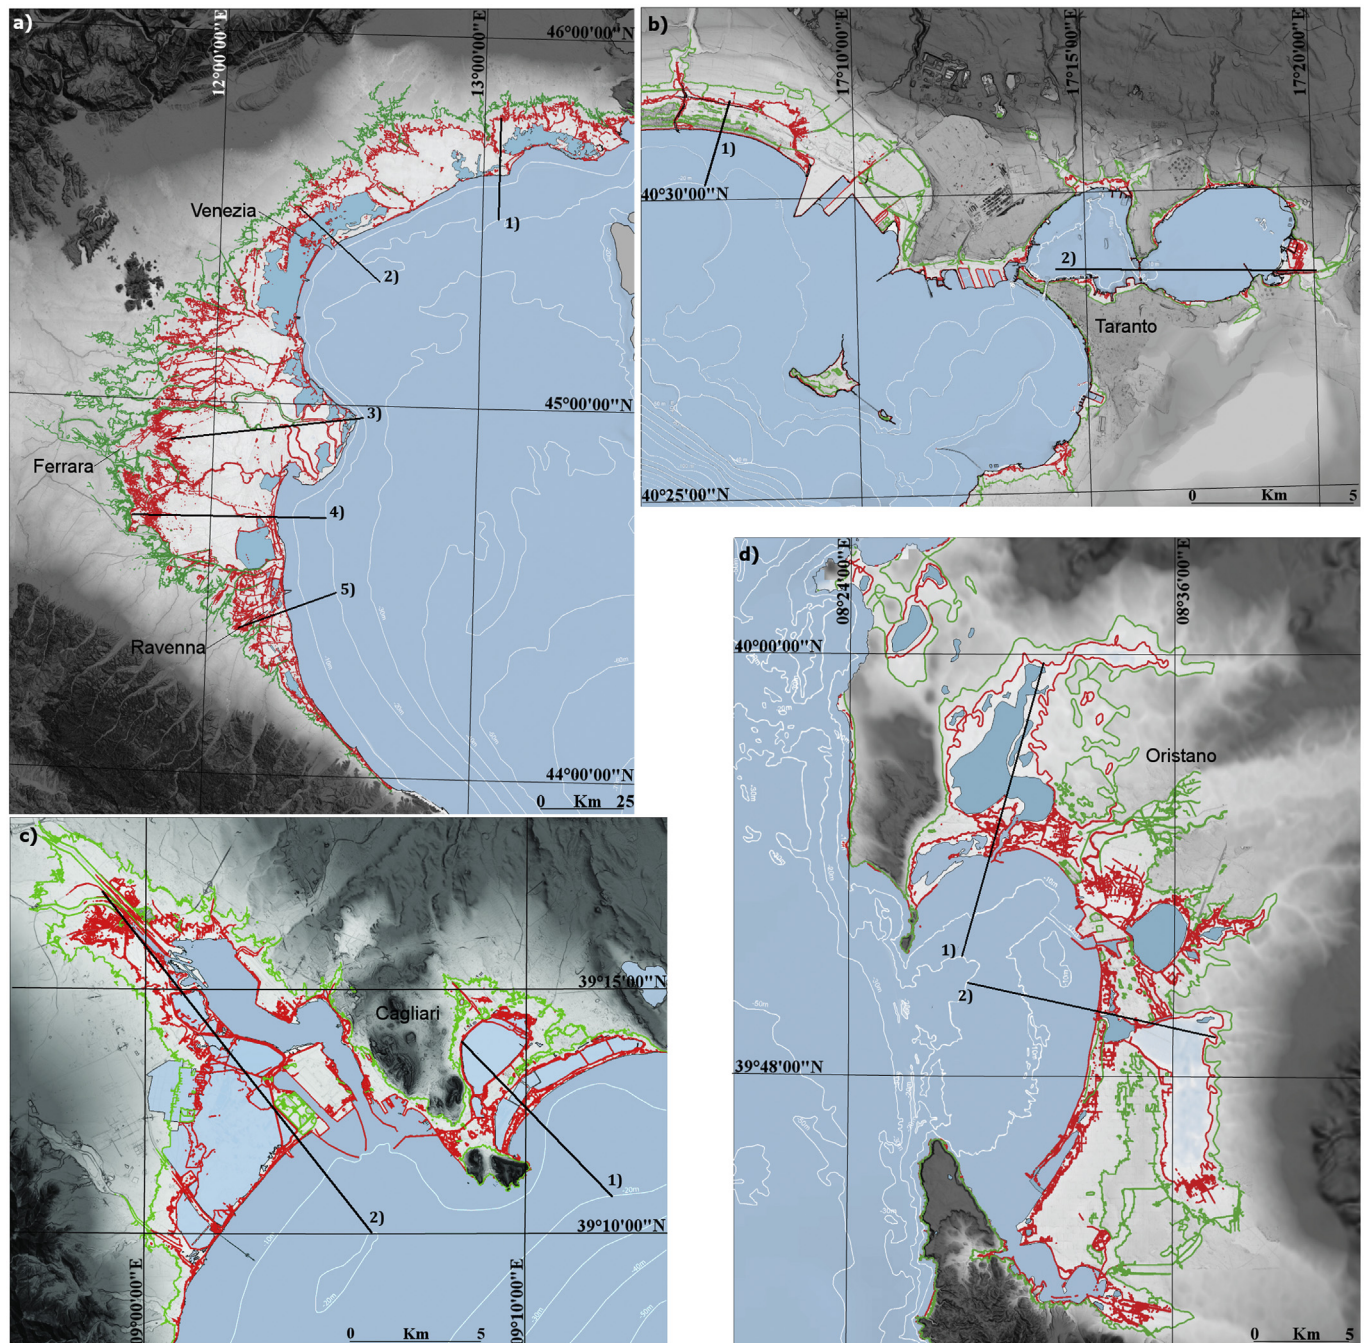 a)
12°00'00"E
13°00'00"E
46°00'00"N
Venezia
1)
2)
45°00'00"N
3)
Ferrara
4)
5)
Ravenna
44°00'00"N
0 Km 25
b)
17°10'00"E
17°15'00"E
17°20'00"E
1)
40°30'00"N
2)
Taranto
40°25'00"N
0 Km 5
c)
39°15'00"N
Cagliari
1)
-20m
2)
39°10'00"N
09°00'00"E
09°10'00"E
0 Km 5
d)
08°24'00"E
08°36'00"E
40°00'00"N
Oristano
1)
2)
39°48'00"N
0 Km 5